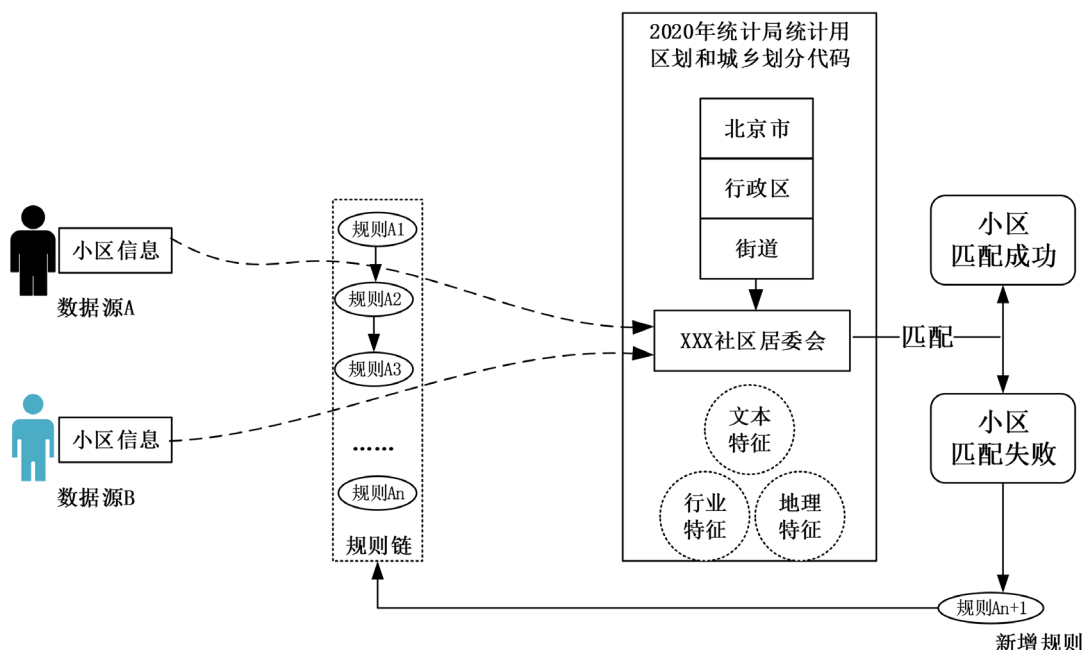 2020年统计局统计用
区划和城乡划分代码
北京市
行政区
街道
XXX社区居委会
文本
特征
行业
特征
地理
特征
小区信息
数据源A
小区信息
数据源B
规则A1
规则A2
规则A3
······
规则An
规则链
匹配
小区
匹配成功
小区
匹配失败
规则An+1
新增规则